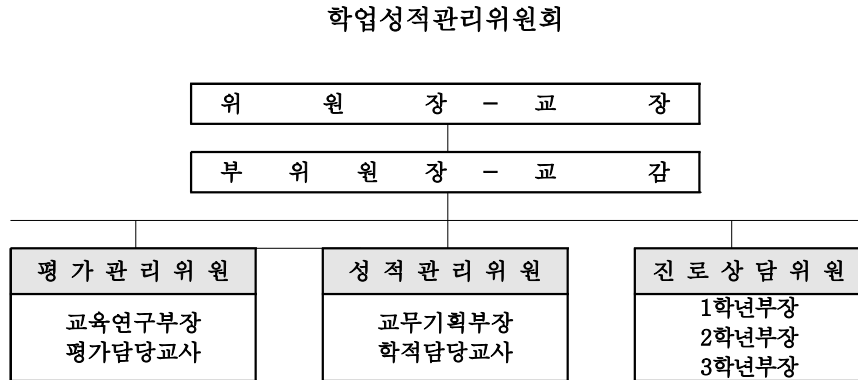 학업성적관리위원회
위 원 장 - 교 장
부 위 원 장 - 교 감
평 가 관 리 위 원
교육연구부장
평가담당교사
성 적 관 리 위 원
교무기획부장
학적담당교사
진 로 상 담 위 원
1학년부장
2학년부장
3학년부장